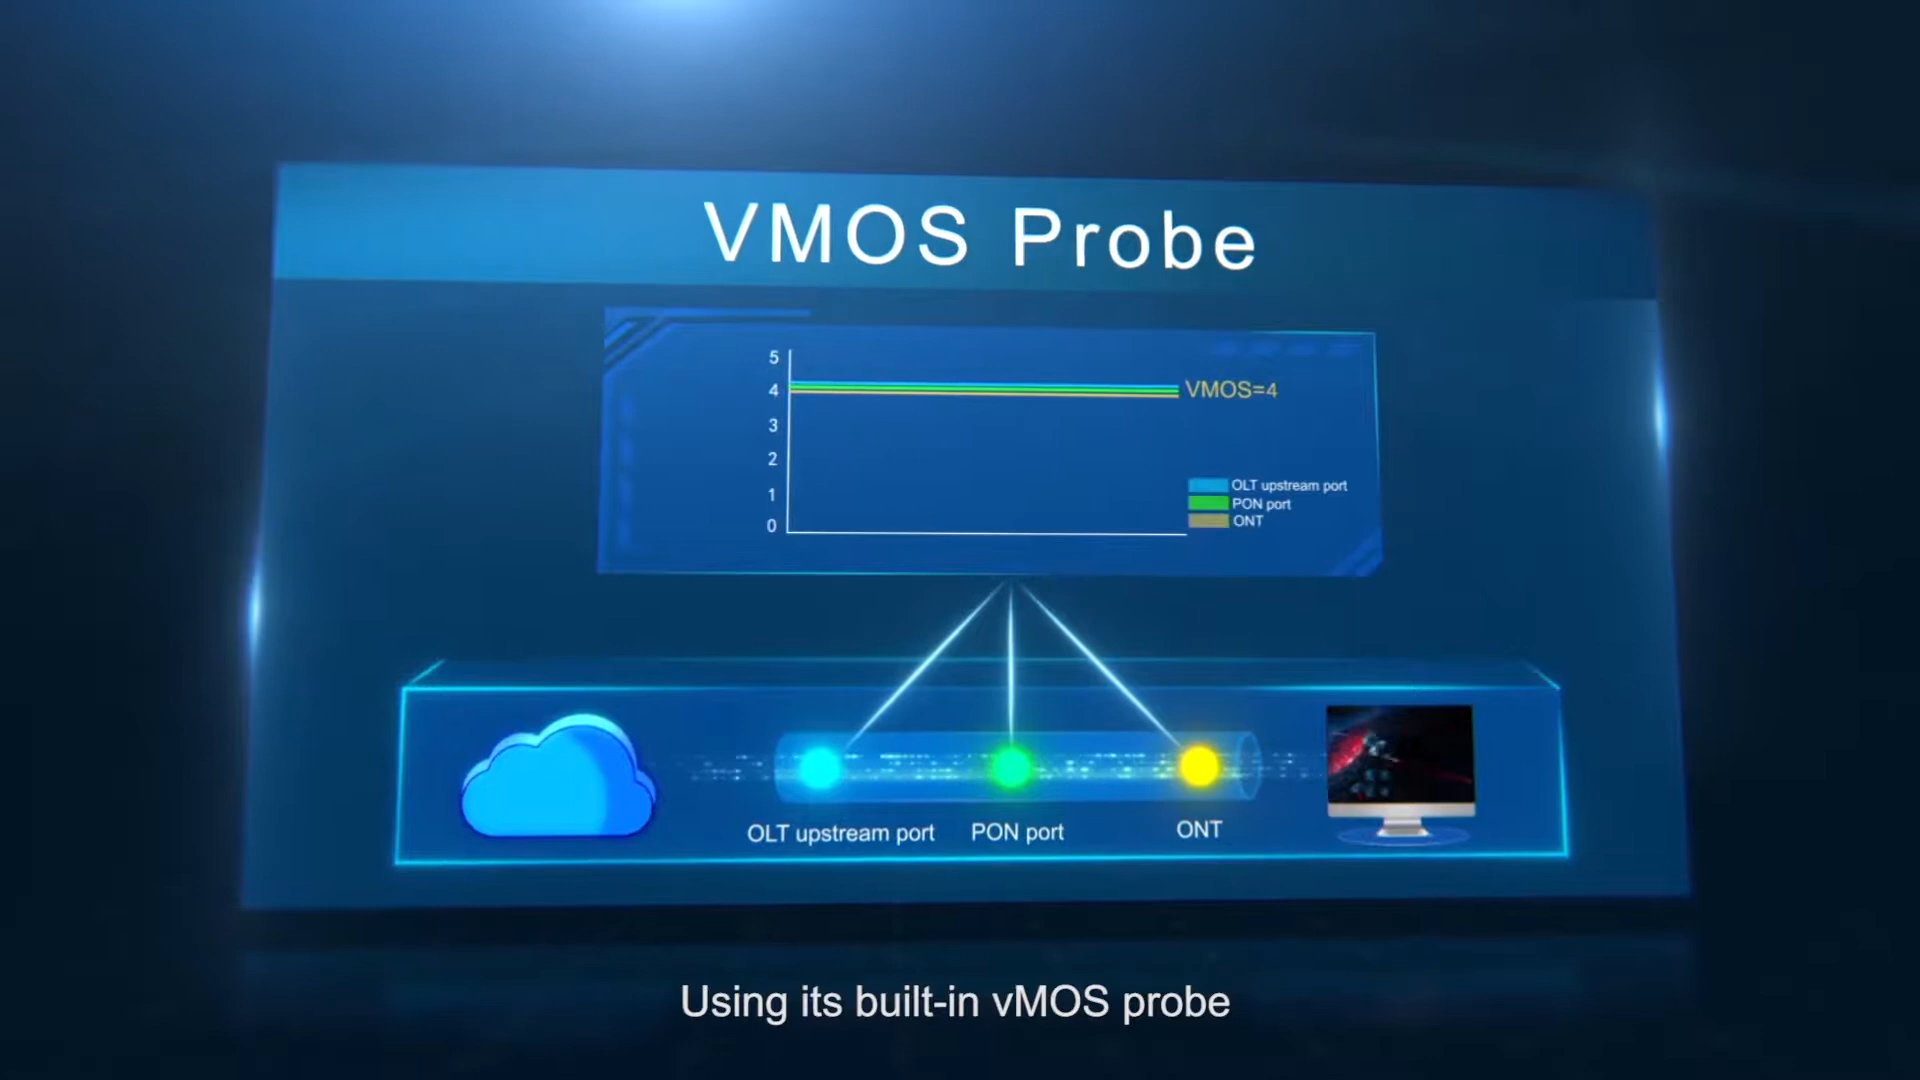 VMOS Probe
5
4
3
2
1
0
VMOS=4
OLT upstream port
PON port
ONT
OLT upstream port
PON port
ONT
Using its built-in vMOS probe